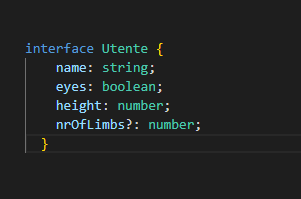 interface Utente {
name: string;
eyes: boolean;
height: number;
nrOfLimbs?: number;
}